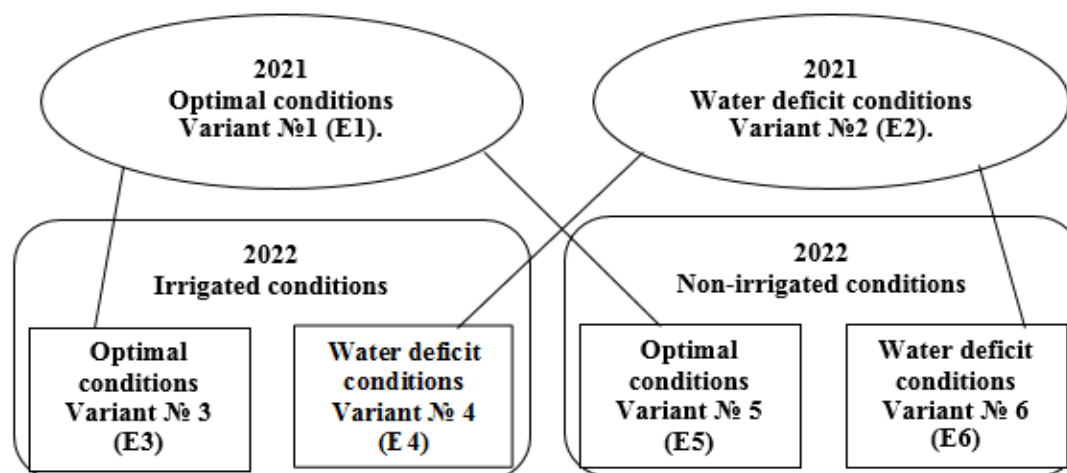 2021
Optimal conditions
Variant №1 (E1).
2021
Water deficit conditions
Variant №2 (E2).
2022
Irrigated conditions
2022
Non-irrigated conditions
Optimal
conditions
Variant № 3
(E3)
Water deficit
conditions
Variant № 4
(E4)
Optimal
conditions
Variant № 5
(E5)
Water deficit
conditions
Variant № 6
(E6)